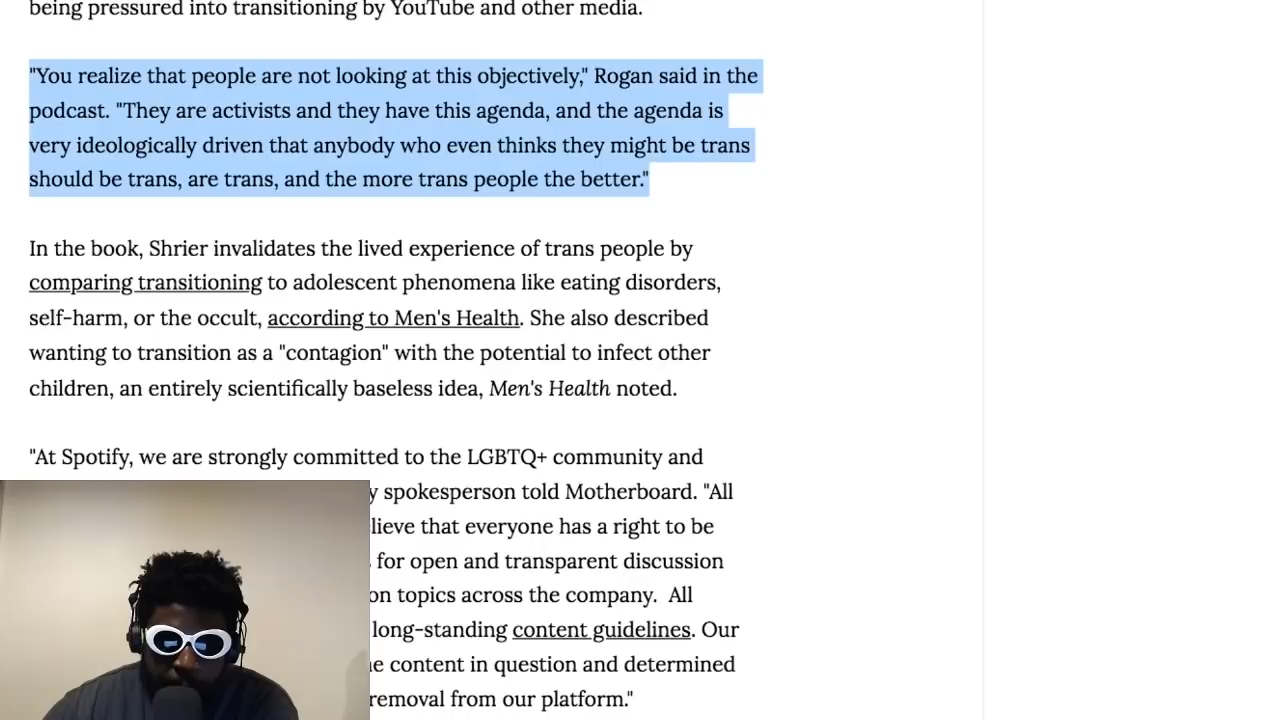 being pressured into transitioning by YouTube and other media.
"You realize that people are not looking at this objectively," Rogan said in the
podcast. "They are activists and they have this agenda, and the agenda is
very ideologically driven that anybody who even thinks they might be trans
should be trans, are trans, and the more trans people the better."
In the book, Shrier invalidates the lived experience of trans people by
comparing transitioning to adolescent phenomena like eating disorders,
self-harm, or the occult, according to Men's Health. She also described
wanting to transition as a "contagion" with the potential to infect other
children, an entirely scientifically baseless idea, Men's Health noted.
"At Spotify, we are strongly committed to the LGBTQ+ community and
spokesperson told Motherboard. "All
lieve that everyone has a right to be
for open and transparent discussion
on topics across the company. All
long-standing content guidelines. Our
content in question and determined
removal from our platform."